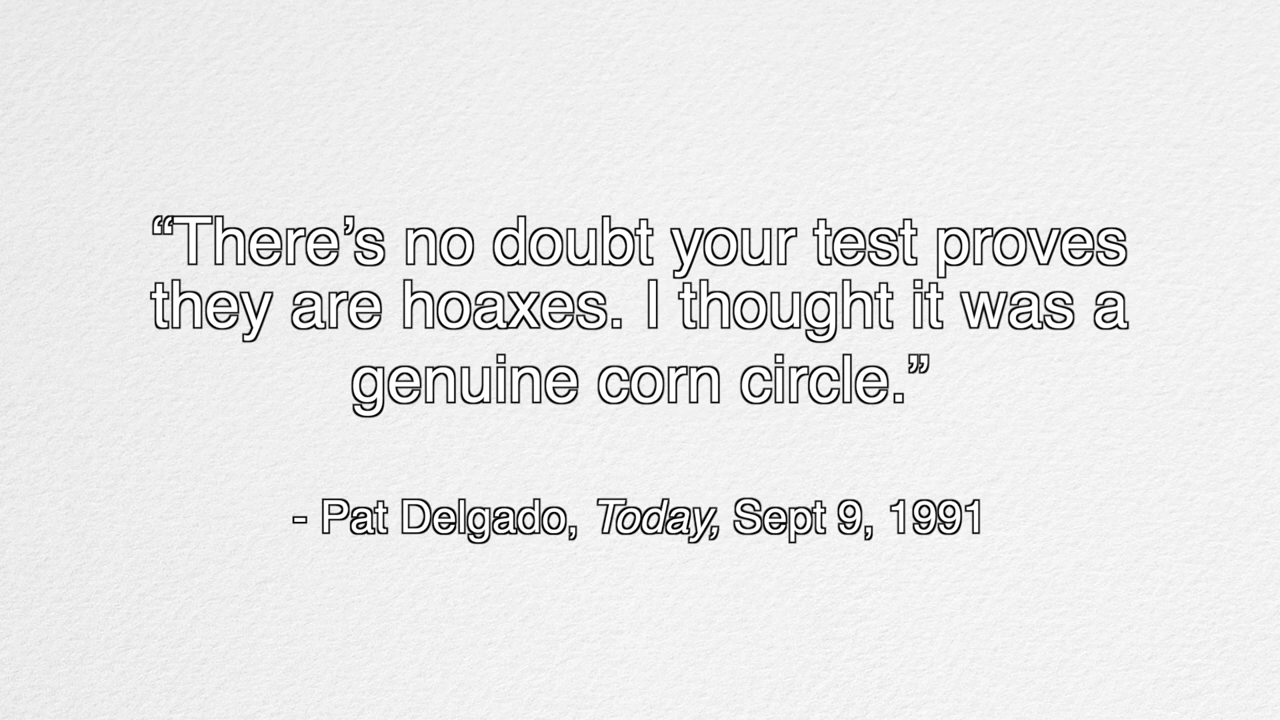 “There’s no doubt your test proves
they are hoaxes. I thought it was a
genuine corn circle.”
- Pat Delgado, Today, Sept 9, 1991